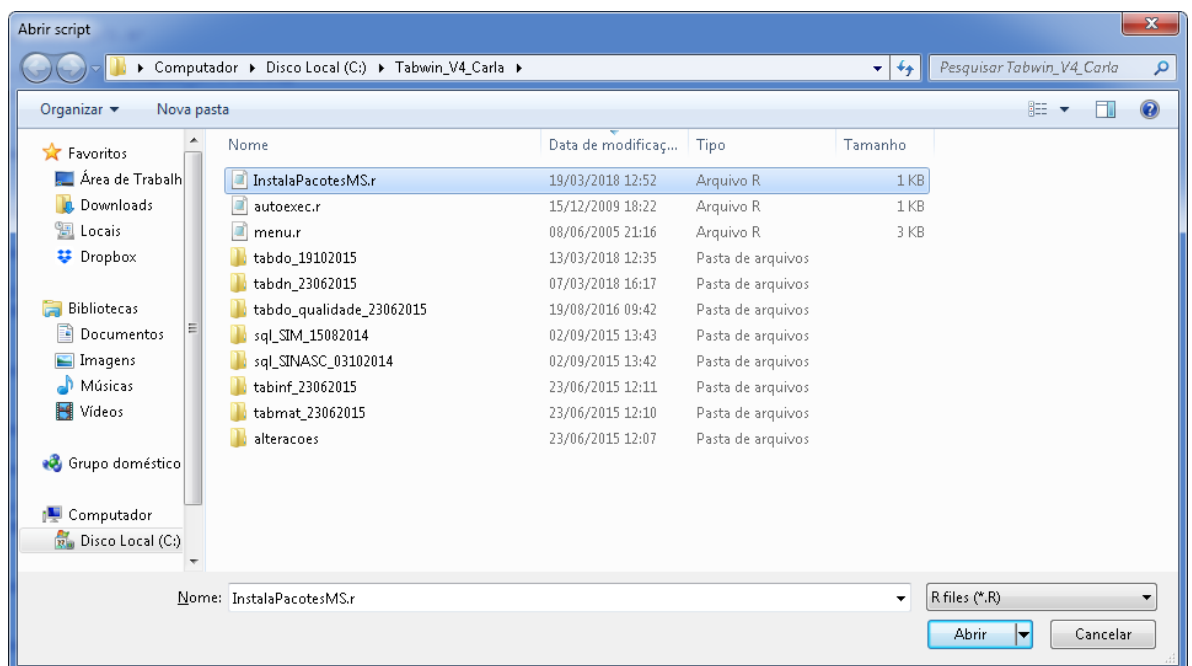 Abrir script
Computador Disco Local (C:) Tabwin_V4_Carla
Pesquisar Tabwin_V4_Carla
Organizar Nova pasta
Favoritos
Área de Trabalh
Downloads
Locais
Dropbox
Bibliotecas
Documentos
Imagens
Músicas
Vídeos
Grupo doméstico
Computador
Disco Local (C:)
Nome Data de modificaç... Tipo Tamanho
InstalaPacotesMS.r 19/03/2018 12:52 Arquivo R 1 KB
autoexec.r 15/12/2009 18:22 Arquivo R 1 KB
menu.r 08/06/2005 21:16 Arquivo R 3 KB
tabdo_19102015 13/03/2018 12:35 Pasta de arquivos
tabdn_23062015 07/03/2018 16:17 Pasta de arquivos
tabdo_qualidade_23062015 19/08/2016 09:42 Pasta de arquivos
sql_SIM_15082014 02/09/2015 13:43 Pasta de arquivos
sql_SINASC_03102014 02/09/2015 13:42 Pasta de arquivos
tabinf_23062015 23/06/2015 12:11 Pasta de arquivos
tabmat_23062015 23/06/2015 12:10 Pasta de arquivos
alteracoes 23/06/2015 12:07 Pasta de arquivos
Nome: InstalaPacotesMS.r R files (*.R)
Abrir Cancelar